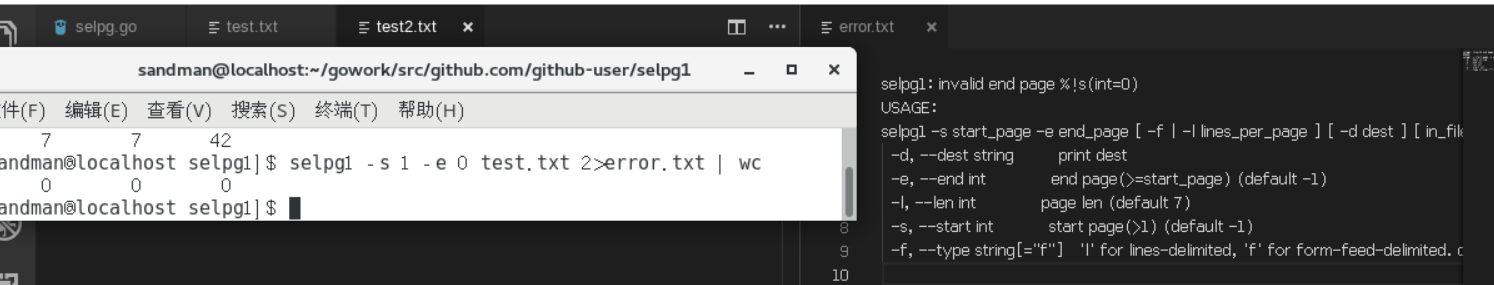 selpg.go test.txt test2.txt × ··· error.txt ×
sandman@localhost:~/gowork/src/github.com/github-user/selpg1
件(F) 编辑(E) 查看(V) 搜索(S) 终端(T) 帮助(H)
7 7 42
andman@localhost selpg1]$ selpg1 -s 1 -e 0 test.txt 2>error.txt | wc
0 0 0
andman@localhost selpg1]$
selpg1: invalid end page %!s(int=0)
USAGE:
selpg1 -s start_page -e end_page [ -f | -l lines_per_page ] [ -d dest ] [ in_fil
-d, --dest string print dest
-e, --end int end page(>=start_page) (default -1)
-l, --len int page len (default 7)
8 -s, --start int start page(>1) (default -1)
9 -f, --type string[="f"] 'l' for lines-delimited, 'f' for form-feed-delimited.
10